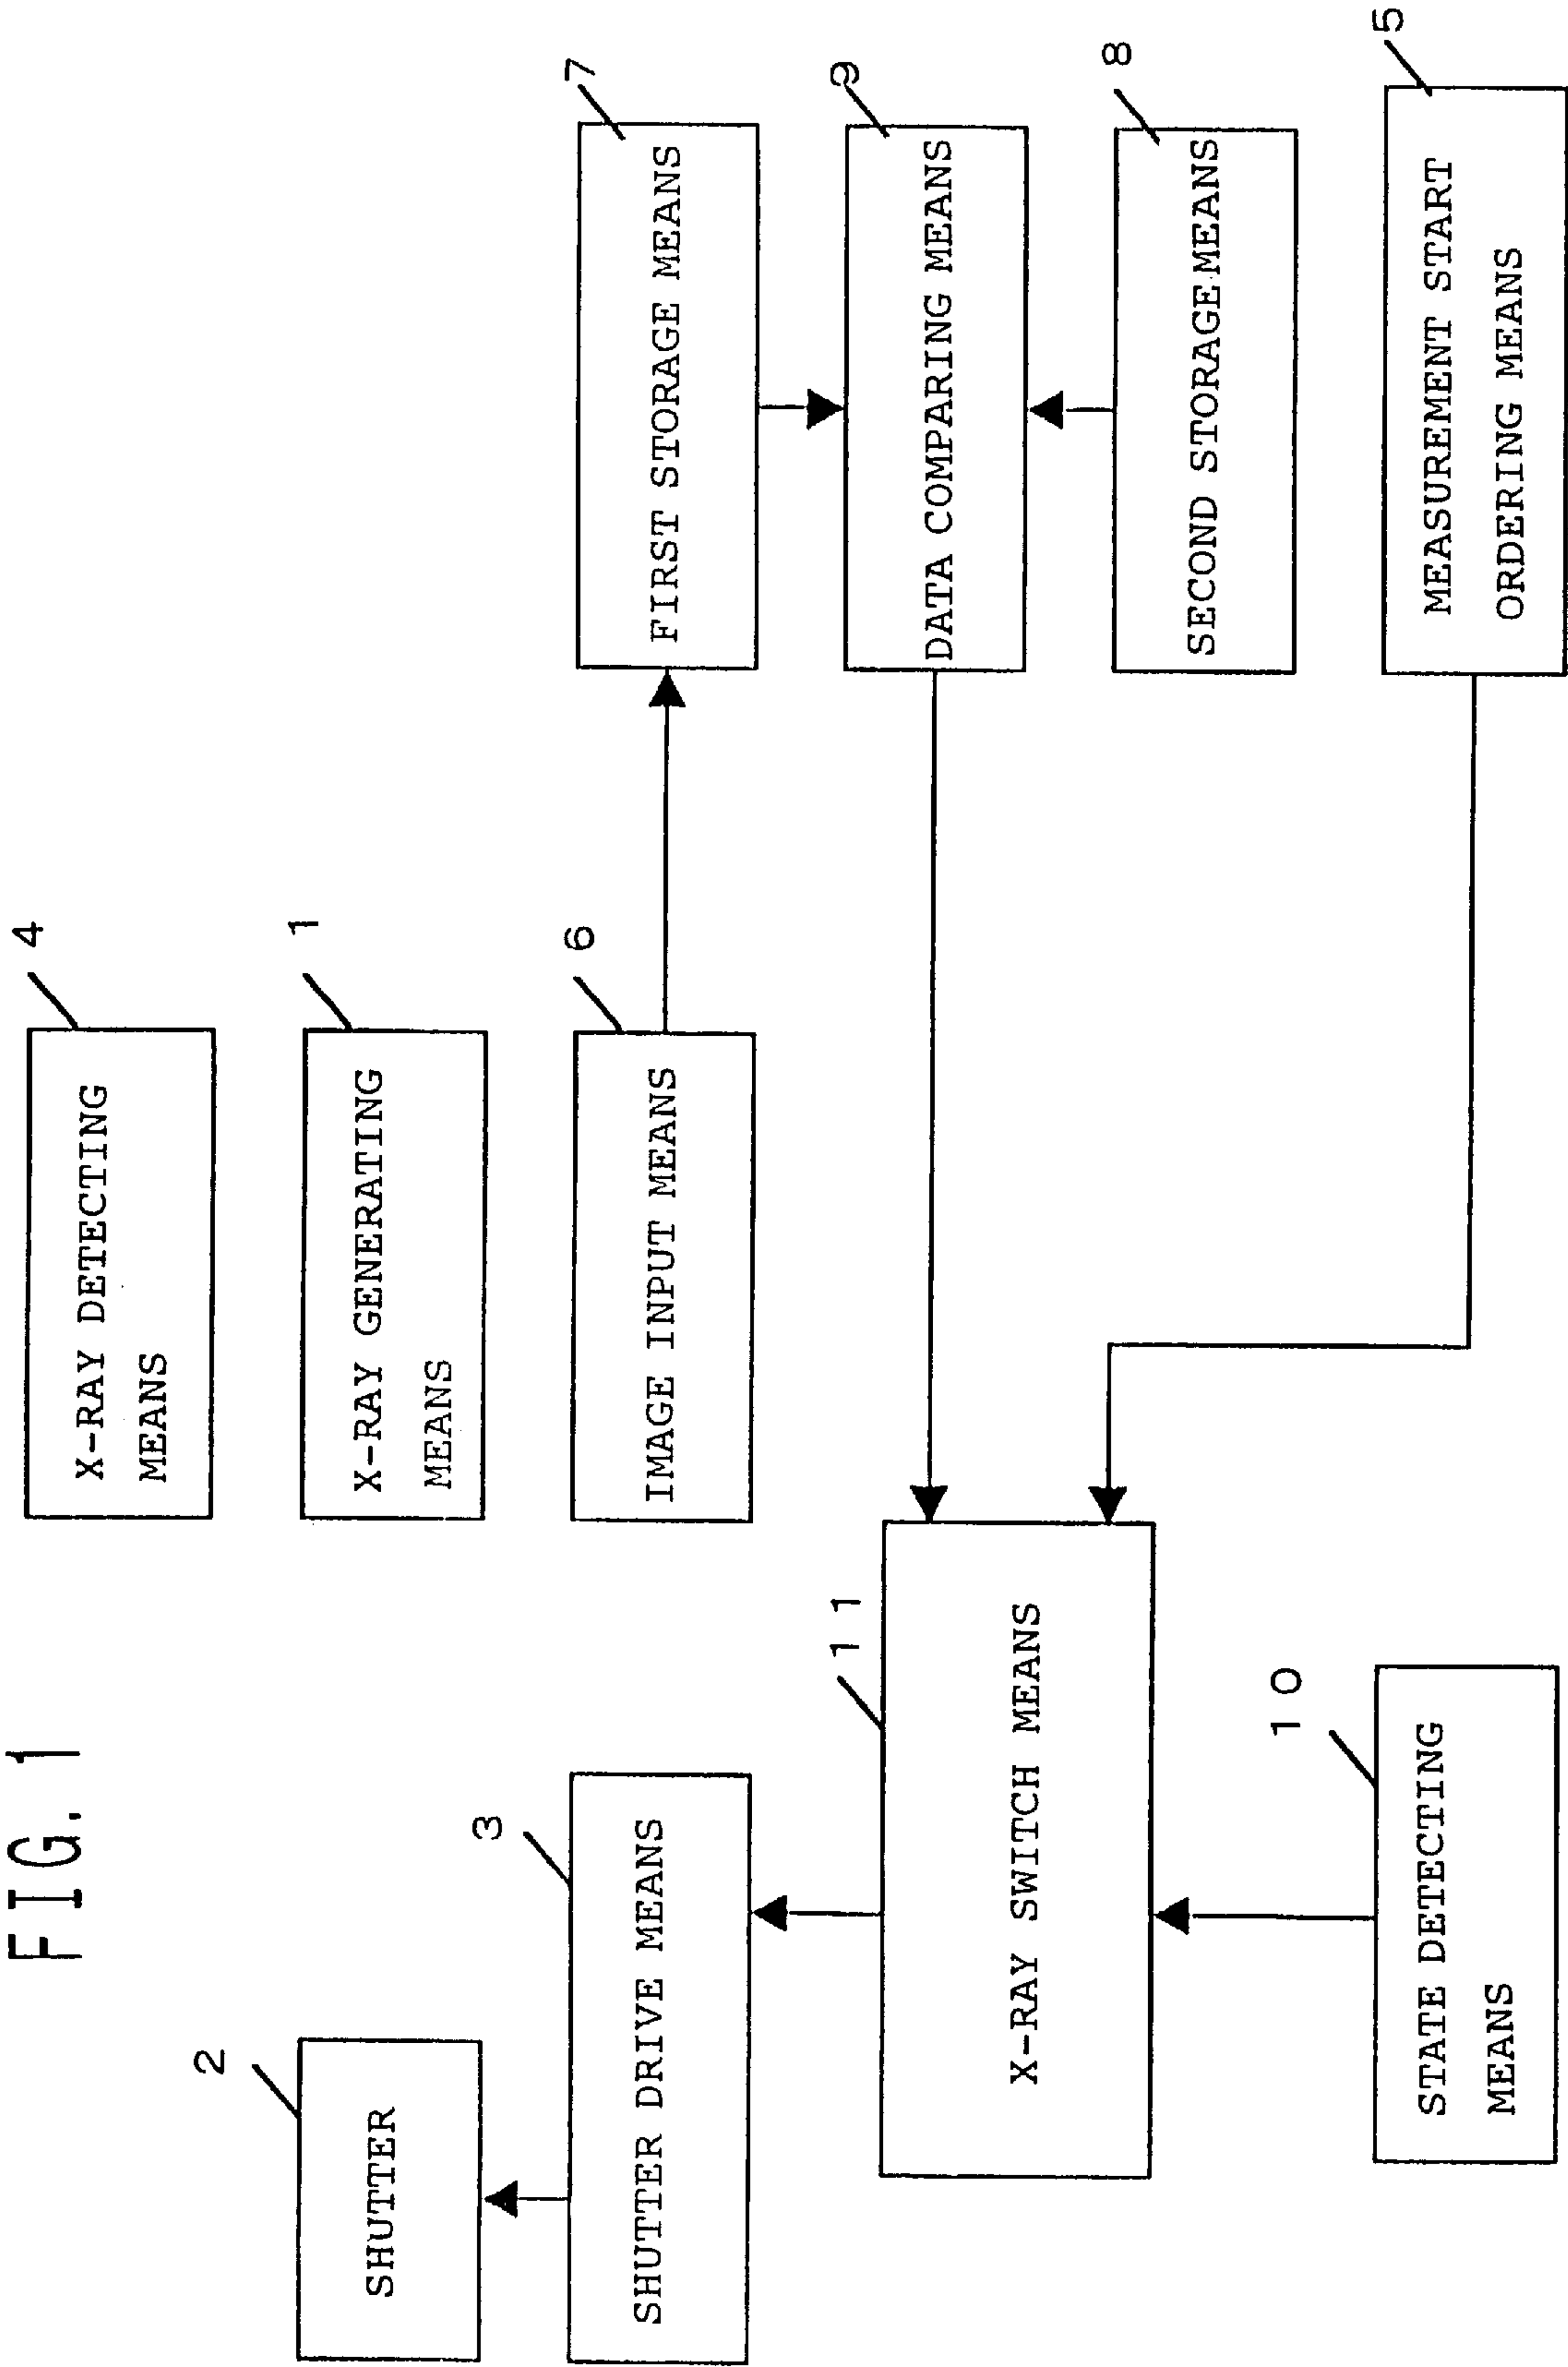 FIG. 1
2
SHUTTER
3
SHUTTER DRIVE MEANS
11
X-RAY SWITCH MEANS
10
STATE DETECTING
MEANS
4
X-RAY DETECTING
MEANS
1
X-RAY GENERATING
MEANS
6
IMAGE INPUT MEANS
7
FIRST STORAGE MEANS
9
DATA COMPARING MEANS
8
SECOND STORAGE MEANS
5
MEASUREMENT START
ORDERING MEANS